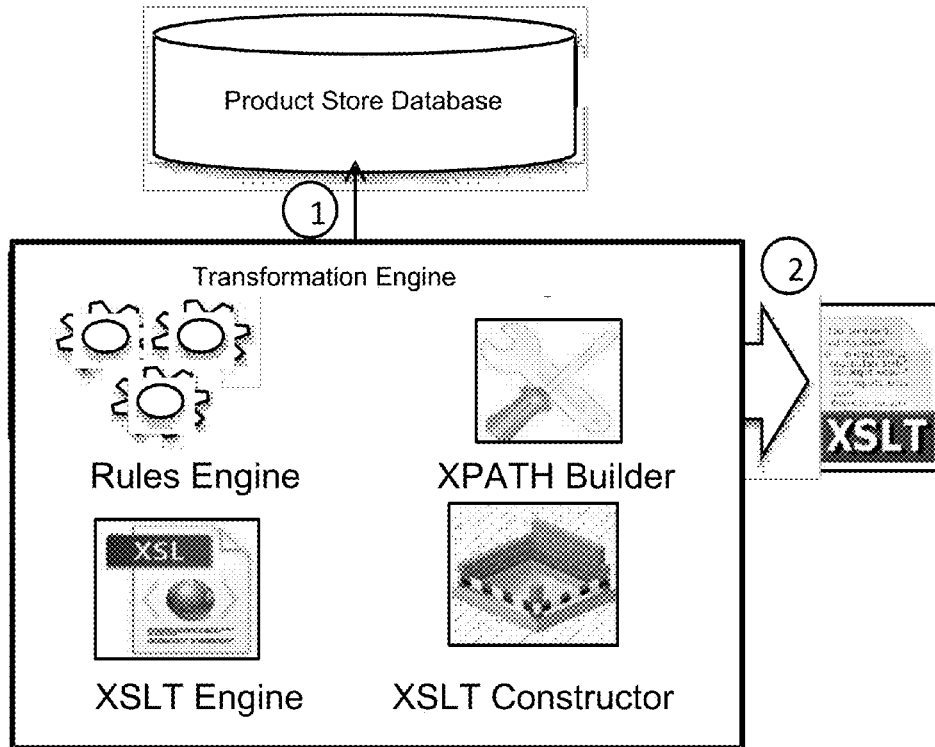 Product Store Database
1
Transformation Engine
2
XSLT
Rules Engine
XPATH Builder
XSL
XSLT Engine
XSLT Constructor